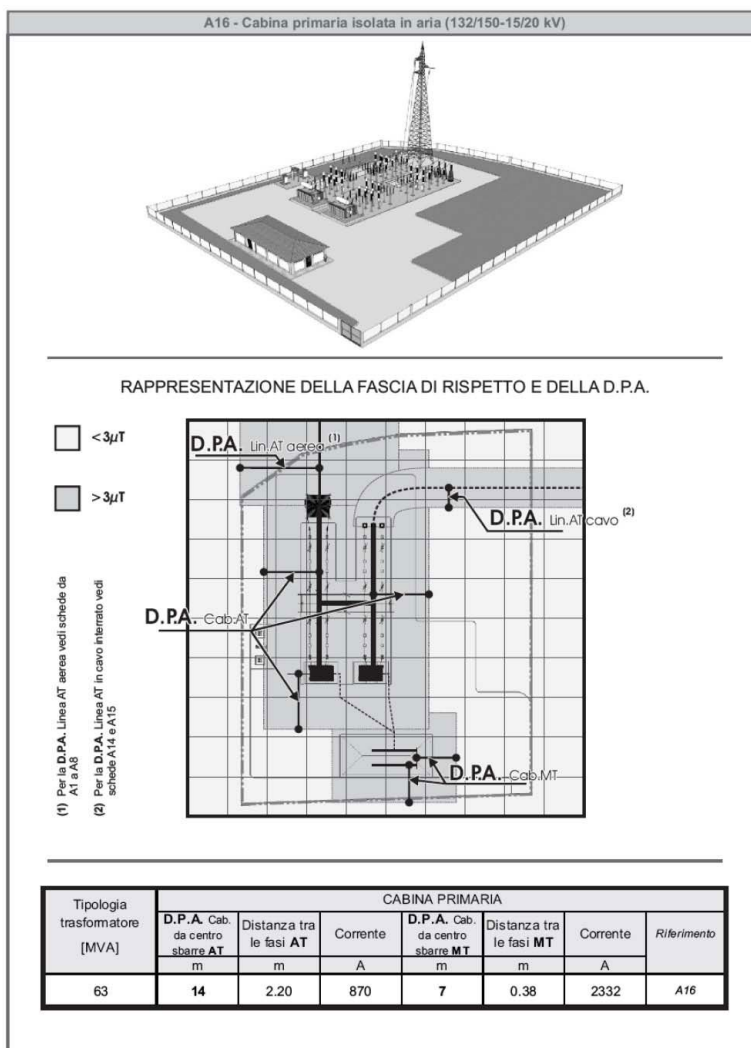 A16 - Cabina primaria isolata in aria (132/150-15/20 kV)
RAPPRESENTAZIONE DELLA FASCIA DI RISPETTO E DELLA D.P.A.
<3μT
>3μT
D.P.A. Lin.AT aerea (1)
D.P.A. Lin.AT cavo (2)
D.P.A. Cab.AT
D.P.A. Cab.MT
(1) Per la D.P.A. Linea AT aerea vedi schede da
A1 a A8
(2) Per la D.P.A. Linea AT in cavo interrato vedi
schede A14 e A15
Tipologia
trasformatore
[MVA]
CABINA PRIMARIA
D.P.A. Cab.
da centro
sbarre AT
Distanza tra
le fasi AT
Corrente
D.P.A. Cab.
da centro
sbarre MT
Distanza tra
le fasi MT
Corrente
Riferimento
m m A m m A
63 14 2.20 870 7 0.38 2332 A16